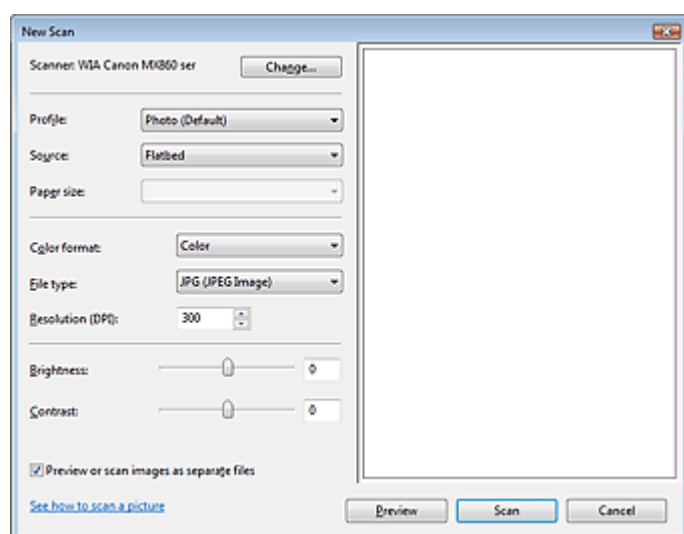 New Scan
Scanner: WIA Canon MX860 ser
Change...
Profile:
Photo (Default)
Source:
Flatbed
Paper size:
Color format:
Color
File type:
JPG (JPEG Image)
Resolution (DPI):
300
Brightness:
0
Contrast:
0
Preview or scan images as separate files
See how to scan a picture
Preview
Scan
Cancel